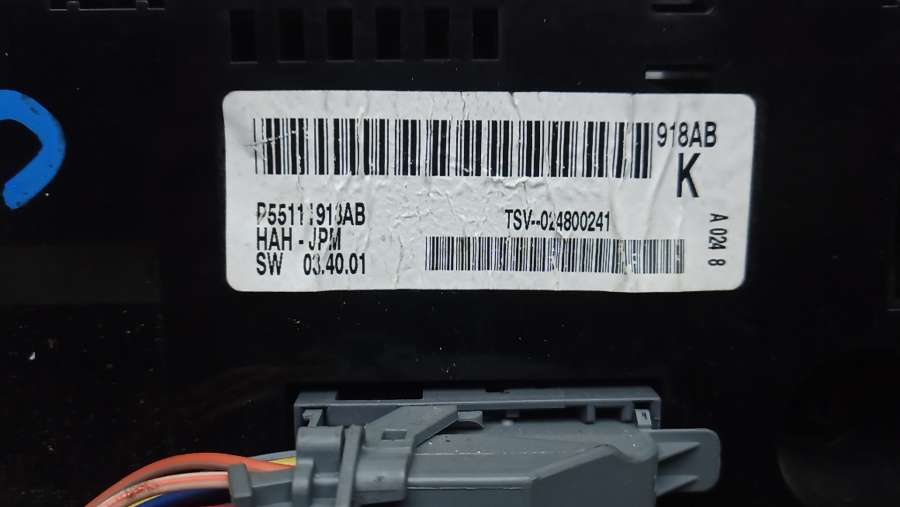 918AB
K
P55111918AB
HAH - JPM
SW 03.40.01
TSV--024800241
A 024 8